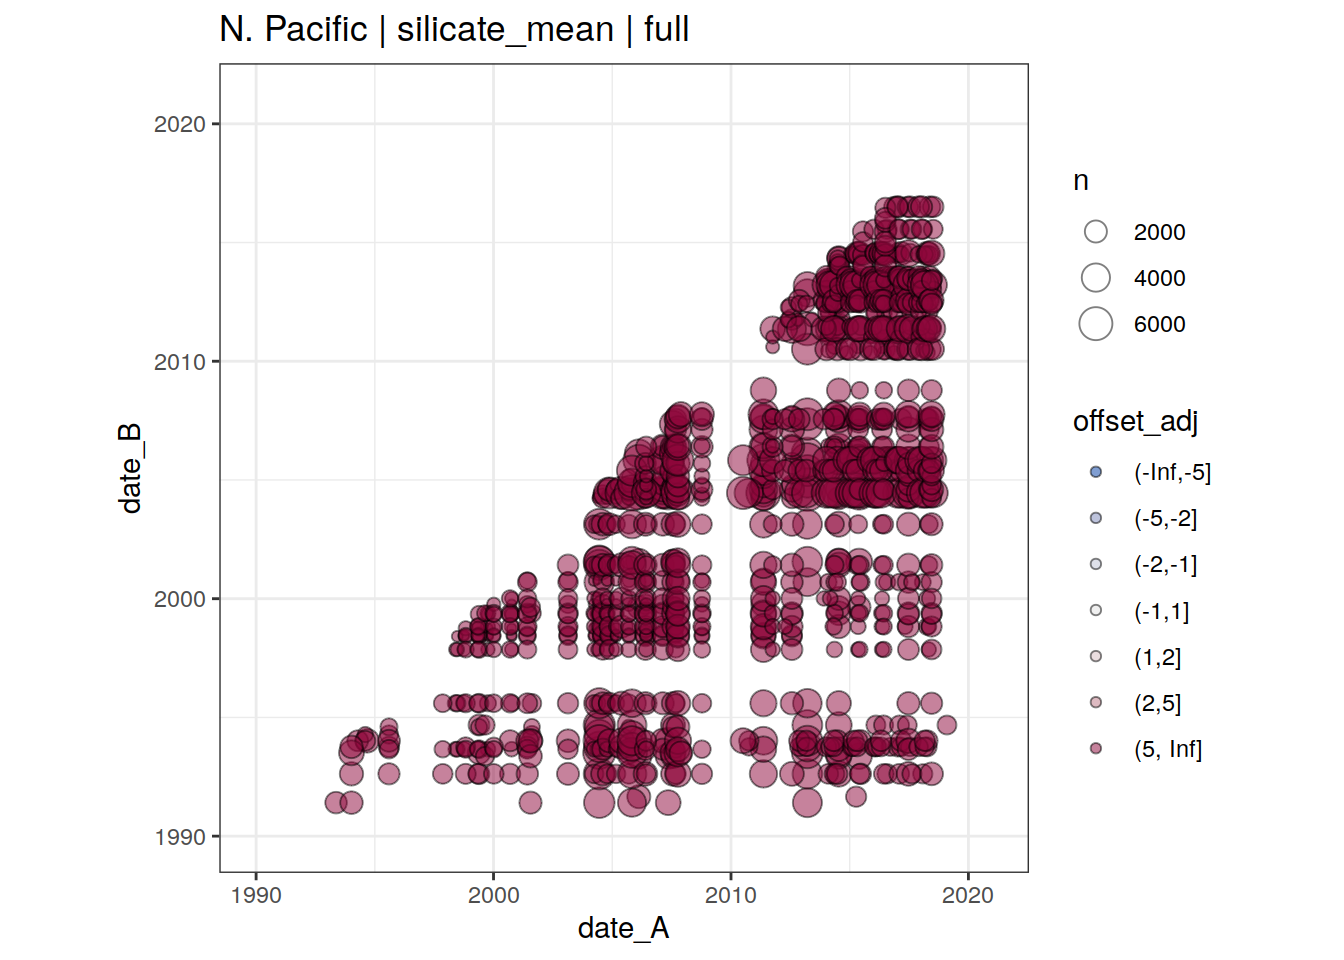 N. Pacific | silicate_mean | full
2020
2010
2000
1990
date_B
1990
2000
2010
2020
date_A
n
2000
4000
6000
offset_adj
(-Inf,-5]
(-5,-2]
(-2,-1]
(-1,1]
(1,2]
(2,5]
(5, Inf]